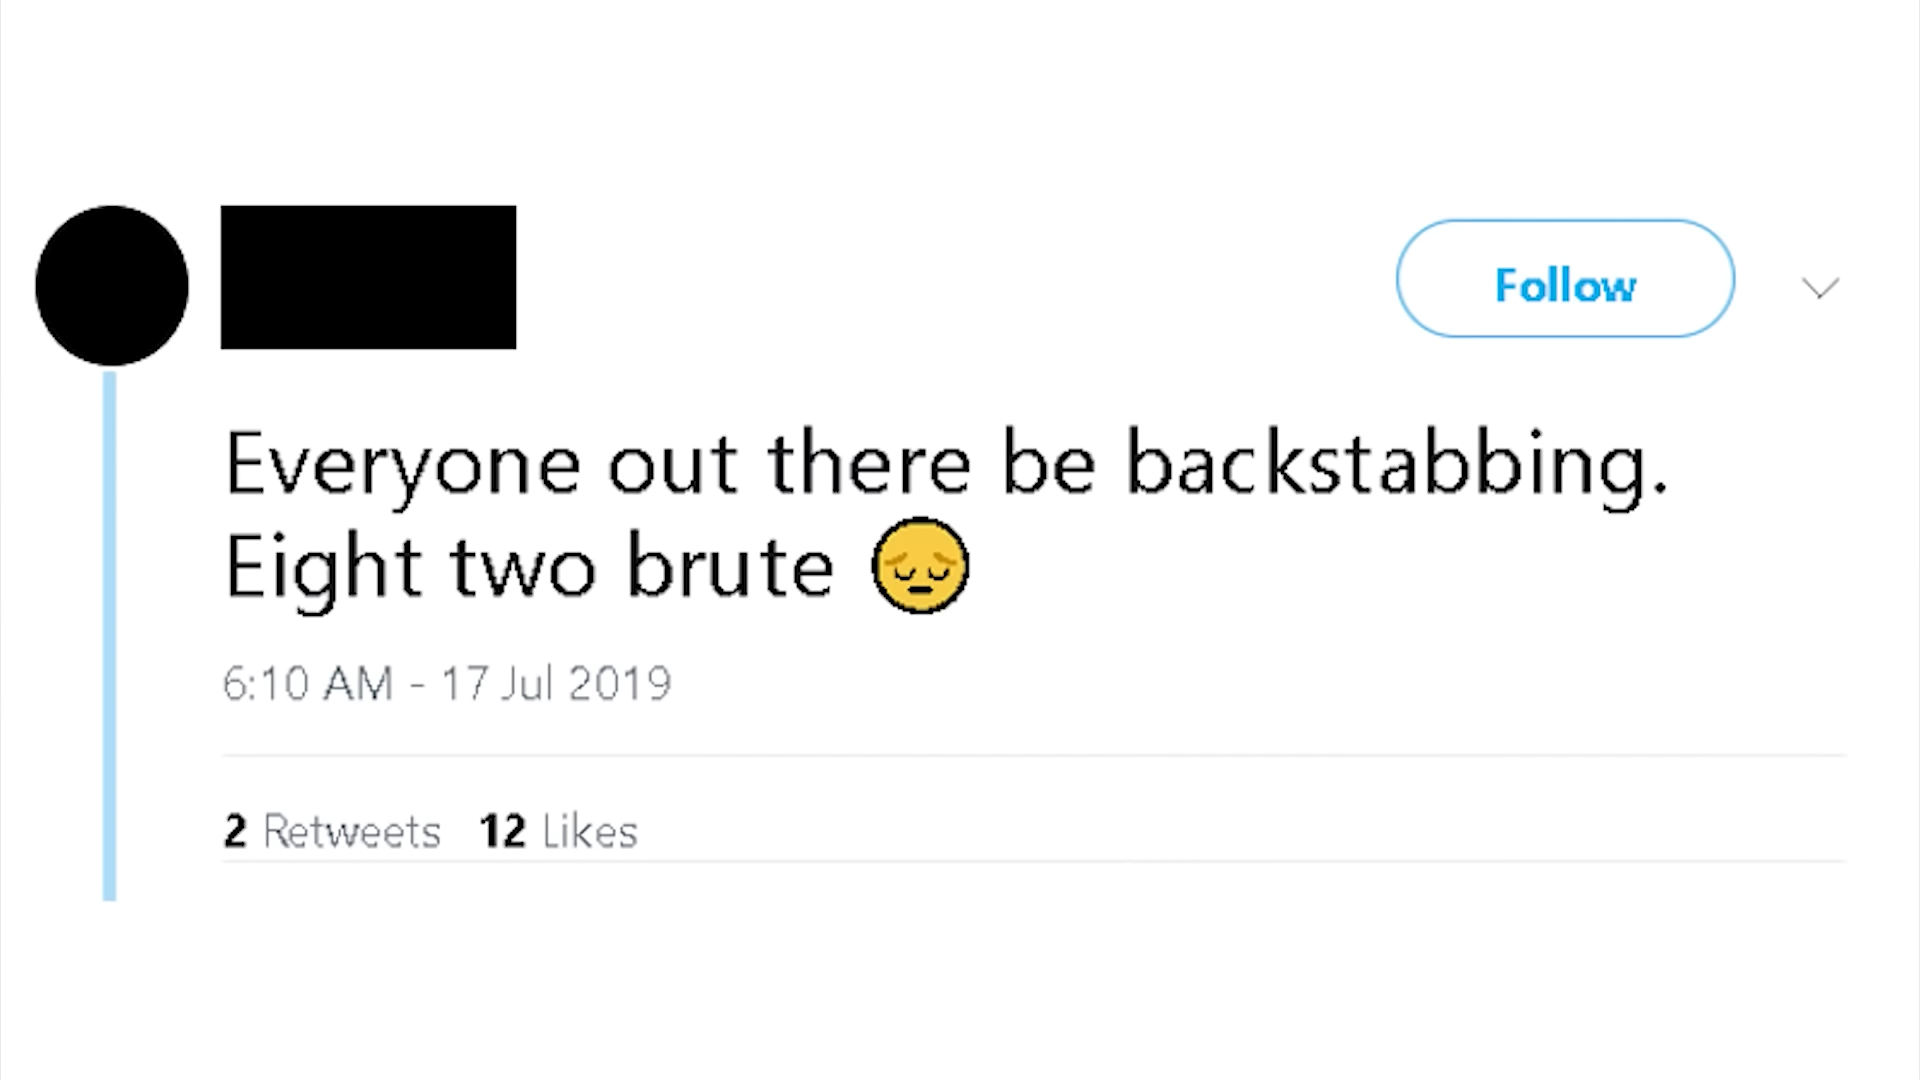 Follow
Everyone out there be backstabbing.
Eight two brute 😔
6:10 AM - 17 Jul 2019
2 Retweets 12 Likes